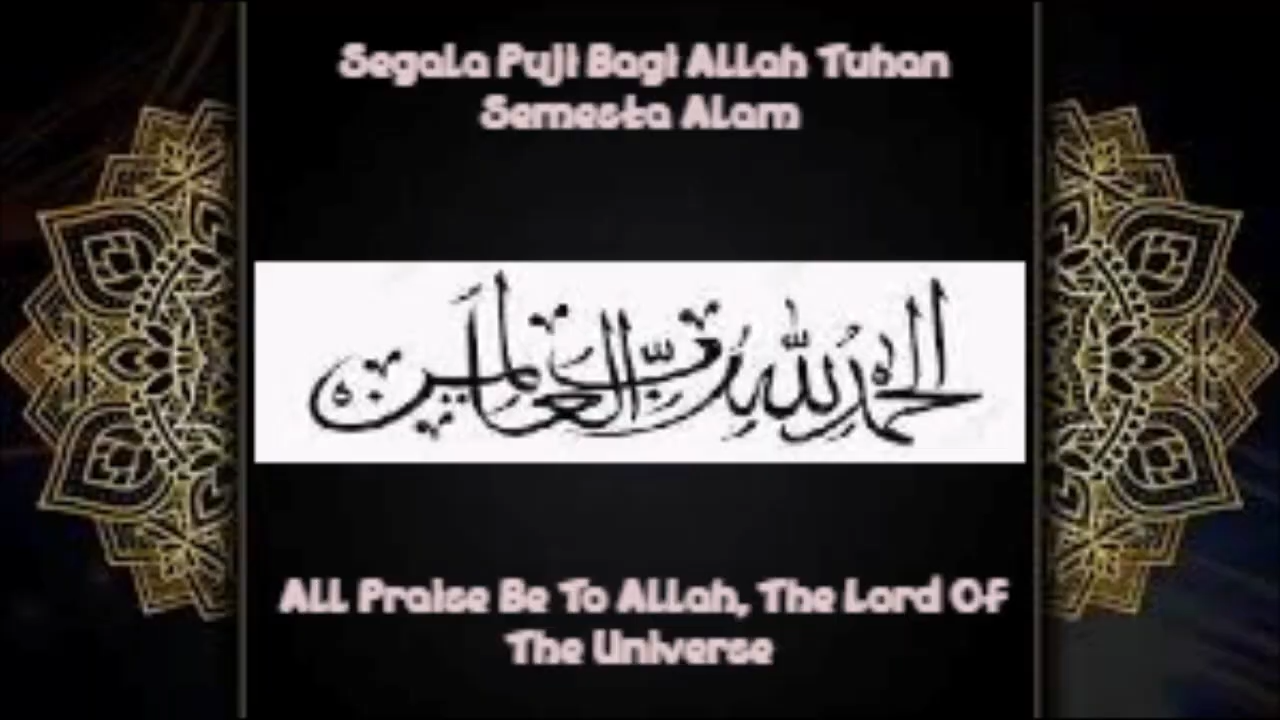 Segala Puji Bagi Allah Tuhan
Semesta Alam
الحمد لله رب العالمين
All Praise Be To Allah, The Lord Of
The Universe